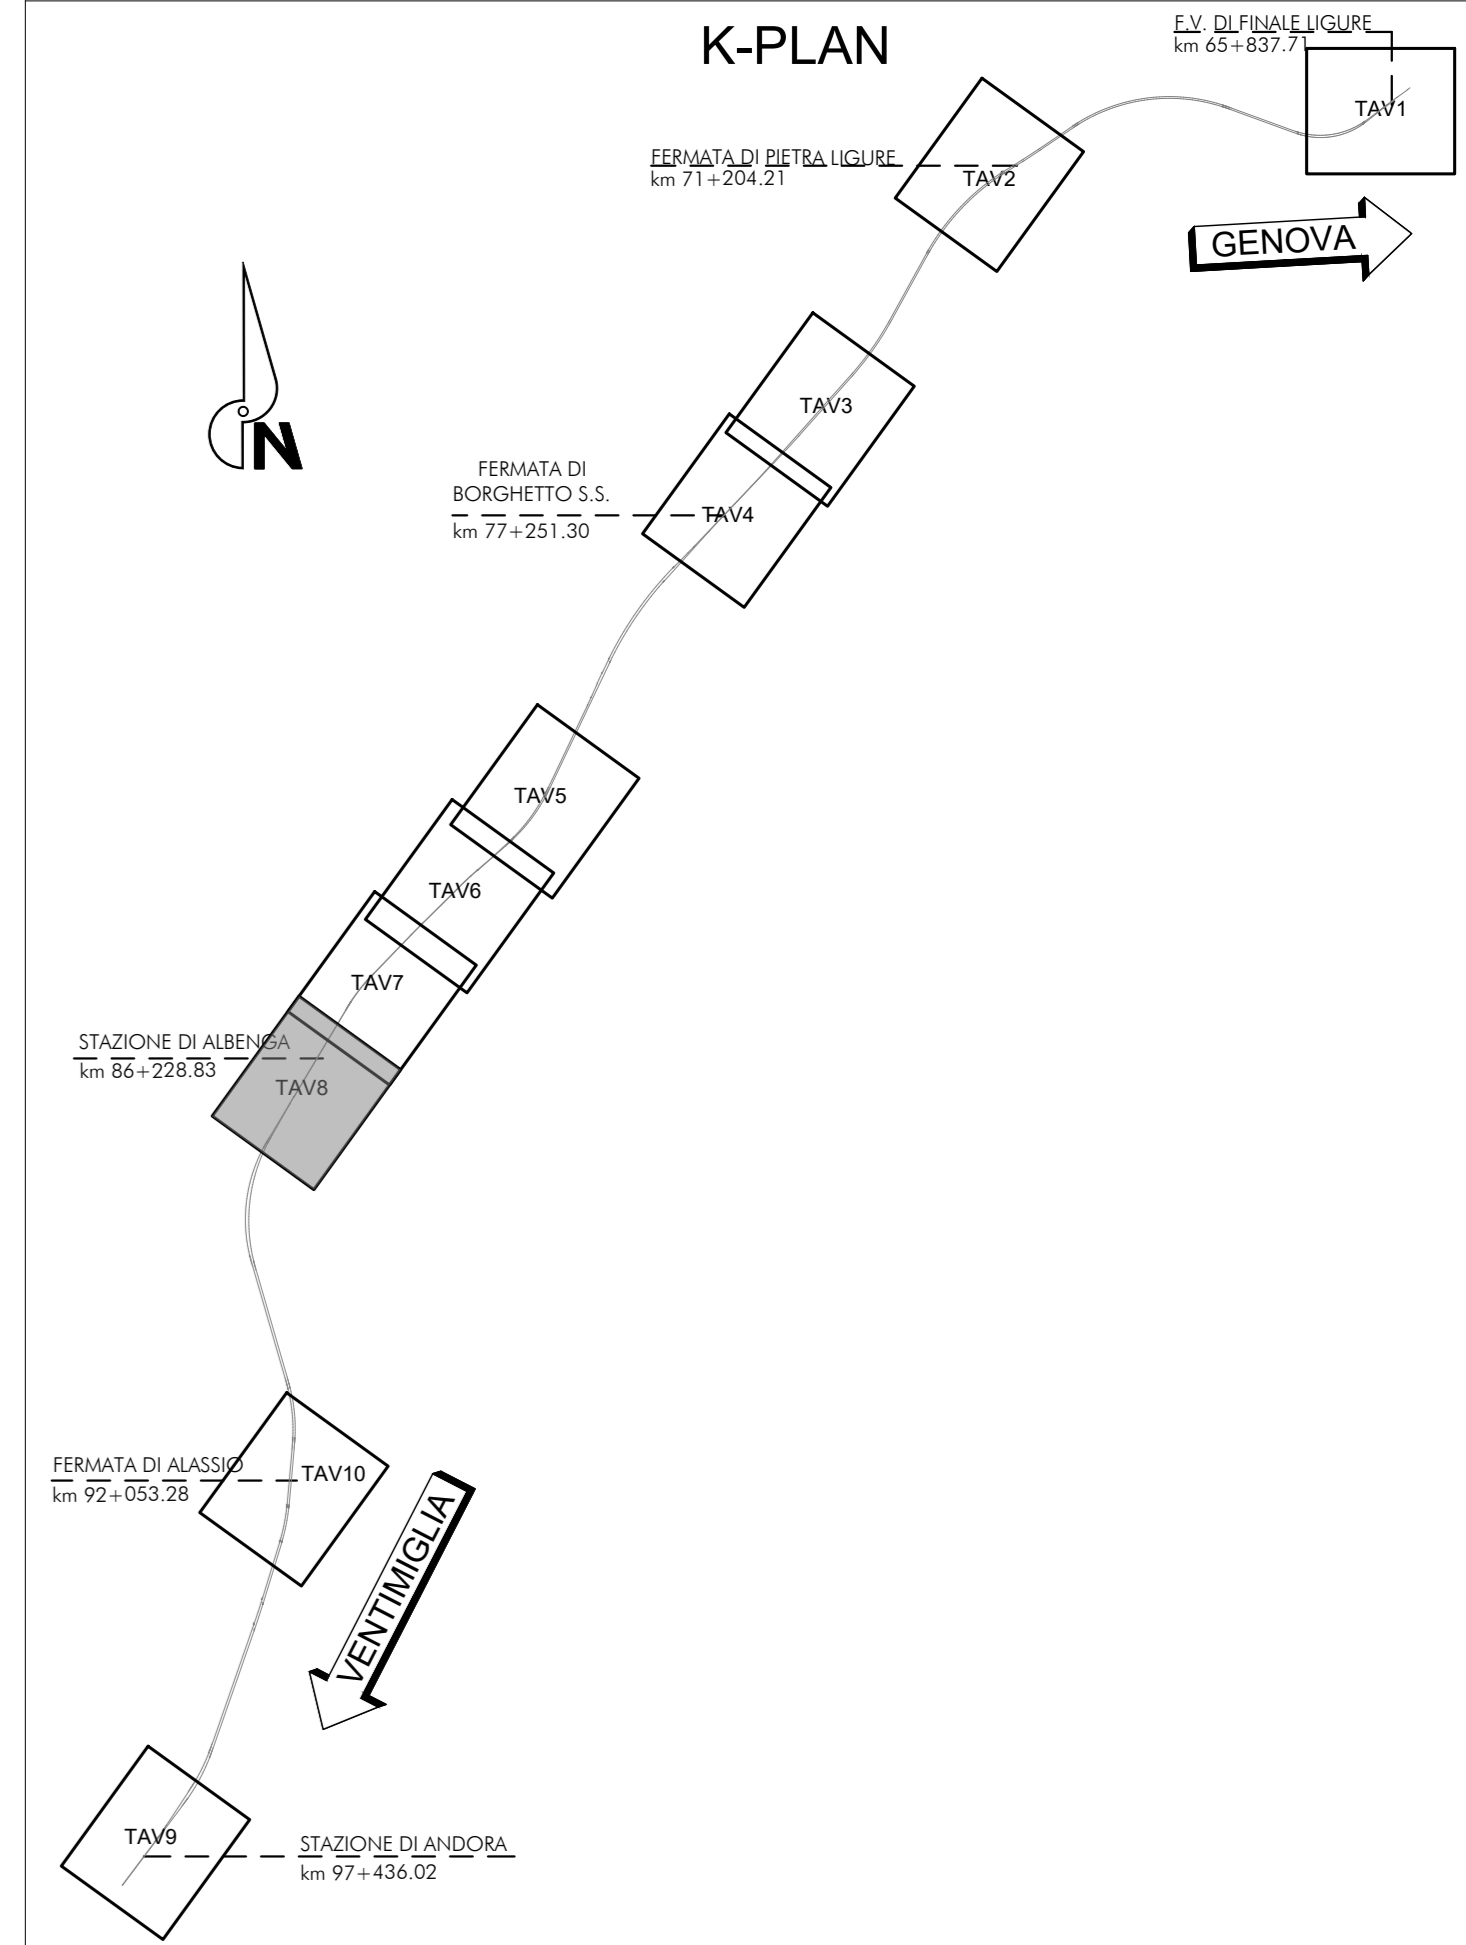 K-PLAN
F.V. DI FINALE LIGURE
km 65+837.71
TAV1
FERMATA DI PIETRA LIGURE
km 71+204.21
TAV2
GENOVA
TAV3
N
FERMATA DI
BORGHETTO S.S.
km 77+251.30
TAV4
TAV5
TAV6
TAV7
STAZIONE DI ALBENGA
km 86+228.83
TAV8
FERMATA DI ALASSIO
km 92+053.28
TAV10
VENTIMIGLIA
TAV9
STAZIONE DI ANDORA
km 97+436.02